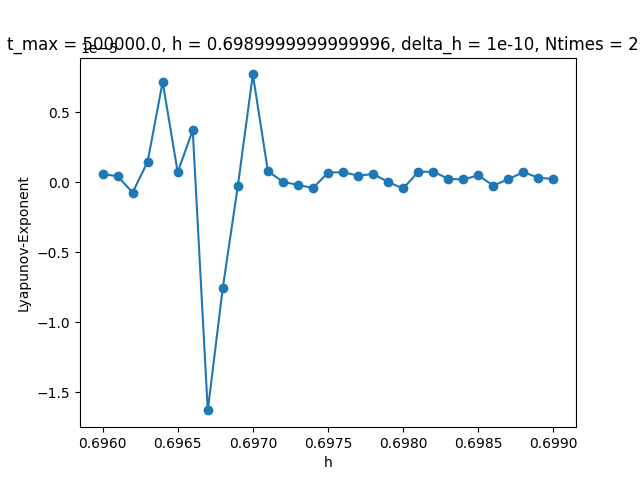 t_max = 500000.0, h = 0.6989999999999996, delta_h = 1e-10, Ntimes = 2
1e−5
0.5
0.0
−0.5
−1.0
−1.5
Lyapunov-Exponent
0.6960 0.6965 0.6970 0.6975 0.6980 0.6985 0.6990
h